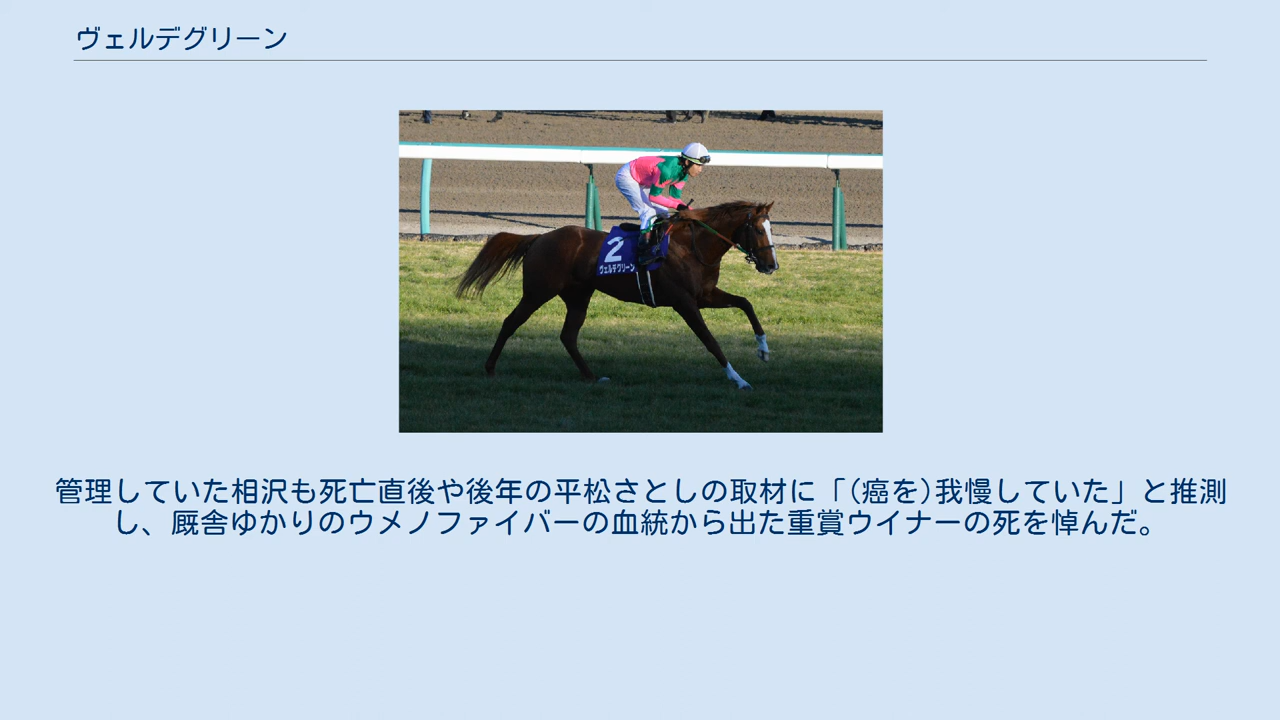 ヴェルデグリーン
2
ヴェルデグリーン
管理していた相沢も死亡直後や後年の平松さとしの取材に「(癌を)我慢していた」と推測
し、厩舎ゆかりのウメノファイバーの血統から出た重賞ウイナーの死を悼んだ。